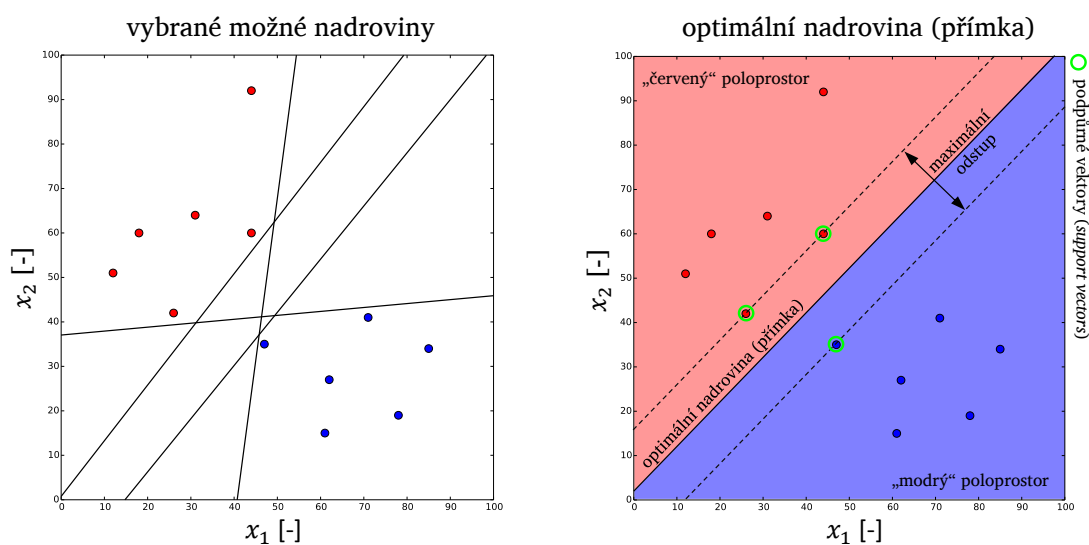 vybrané možné nadroviny
100
90
80
70
60
50
40
30
20
10
0
0 10 20 30 40 50 60 70 80 90 100
x₂ [-]
x₁ [-]
optimální nadrovina (přímka)
100
90
80
70
60
50
40
30
20
10
0
0 10 20 30 40 50 60 70 80 90 100
x₂ [-]
x₁ [-]
„červený“ poloprostor
maximální
odstup
optimální nadrovina (přímka)
„modrý“ poloprostor
podpůrné vektory (support vectors)